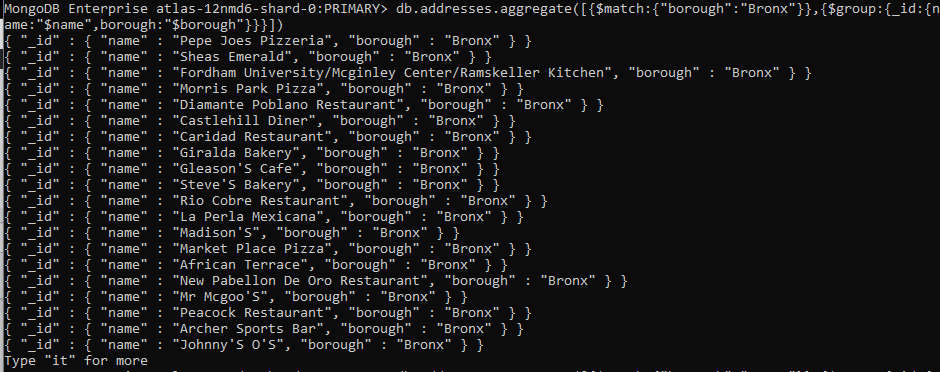 MongoDB Enterprise atlas-12nmd6-shard-0:PRIMARY> db.addresses.aggregate([{$match:{"borough":"Bronx"}},{$group:{_id:{n
ame:"$name",borough:"$borough"}}}])
{ "_id" : { "name" : "Pepe Joes Pizzeria", "borough" : "Bronx" } }
{ "_id" : { "name" : "Sheas Emerald", "borough" : "Bronx" } }
{ "_id" : { "name" : "Fordham University/Mcginley Center/Ramskeller Kitchen", "borough" : "Bronx" } }
{ "_id" : { "name" : "Morris Park Pizza", "borough" : "Bronx" } }
{ "_id" : { "name" : "Diamante Poblano Restaurant", "borough" : "Bronx" } }
{ "_id" : { "name" : "Castlehill Diner", "borough" : "Bronx" } }
{ "_id" : { "name" : "Caridad Restaurant", "borough" : "Bronx" } }
{ "_id" : { "name" : "Giralda Bakery", "borough" : "Bronx" } }
{ "_id" : { "name" : "Gleason'S Cafe", "borough" : "Bronx" } }
{ "_id" : { "name" : "Steve'S Bakery", "borough" : "Bronx" } }
{ "_id" : { "name" : "Rio Cobre Restaurant", "borough" : "Bronx" } }
{ "_id" : { "name" : "La Perla Mexicana", "borough" : "Bronx" } }
{ "_id" : { "name" : "Madison'S", "borough" : "Bronx" } }
{ "_id" : { "name" : "Market Place Pizza", "borough" : "Bronx" } }
{ "_id" : { "name" : "African Terrace", "borough" : "Bronx" } }
{ "_id" : { "name" : "New Pabellon De Oro Restaurant", "borough" : "Bronx" } }
{ "_id" : { "name" : "Mr Mcgoo'S", "borough" : "Bronx" } }
{ "_id" : { "name" : "Peacock Restaurant", "borough" : "Bronx" } }
{ "_id" : { "name" : "Archer Sports Bar", "borough" : "Bronx" } }
{ "_id" : { "name" : "Johnny'S O'S", "borough" : "Bronx" } }
Type "it" for more